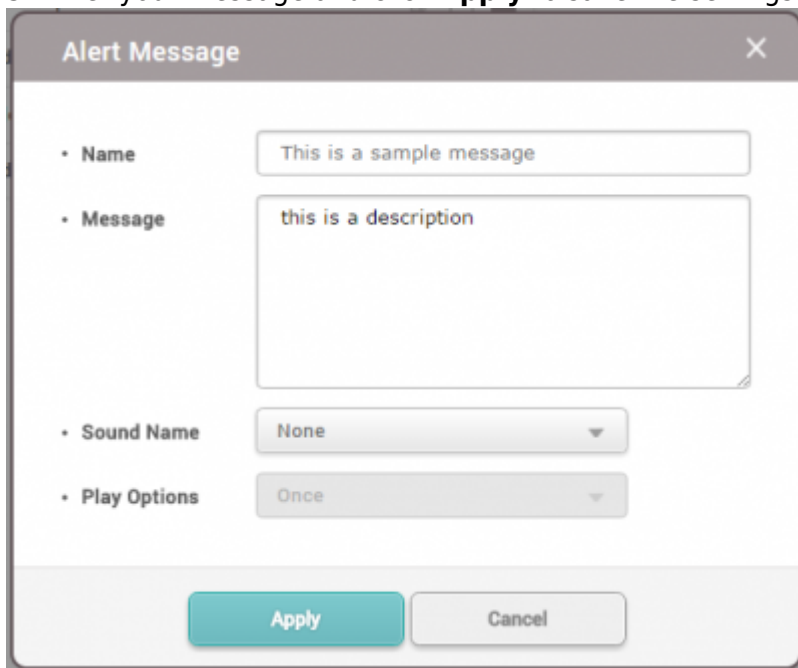 Alert Message
Name
This is a sample message
Message
this is a description
Sound Name
None
Play Options
Once
Apply
Cancel